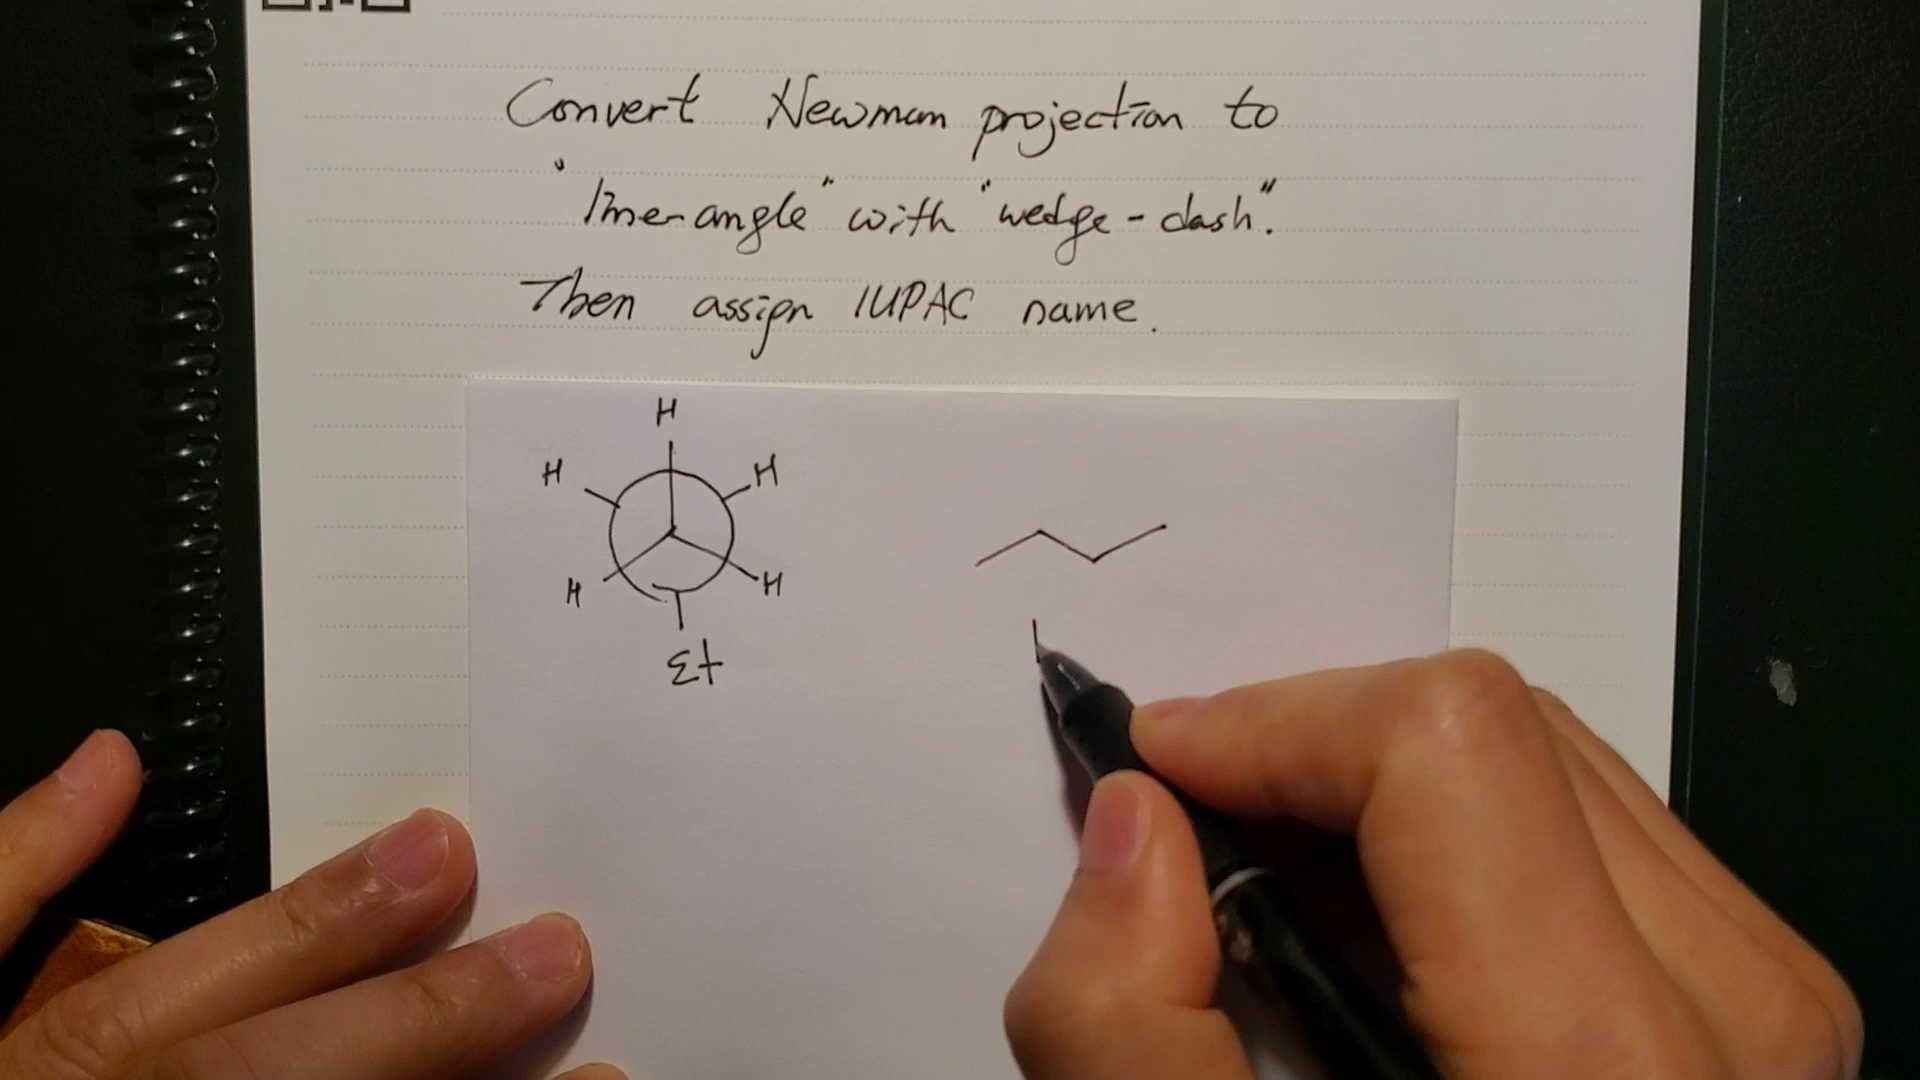 Convert Newman projection to
"line-angle" with "wedge-dash".
Then assign IUPAC name.
H
H H
H H
Et